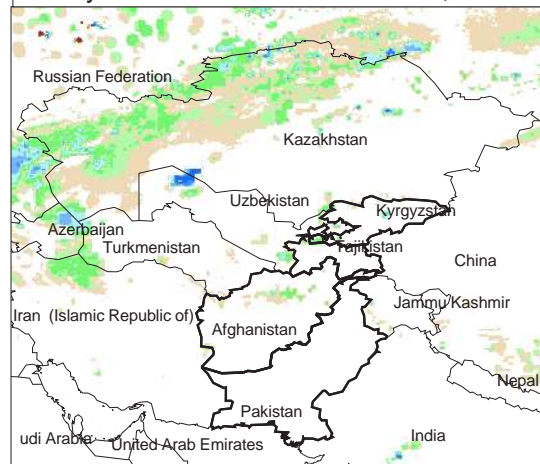 Russian Federation
Kazakhstan
Uzbekistan
Kyrgyzstan
Azerbaijan
Turkmenistan
Tajikistan
China
Jammu Kashmir
Iran (Islamic Republic of)
Afghanistan
Nepal
Pakistan
udi Arabia
United Arab Emirates
India